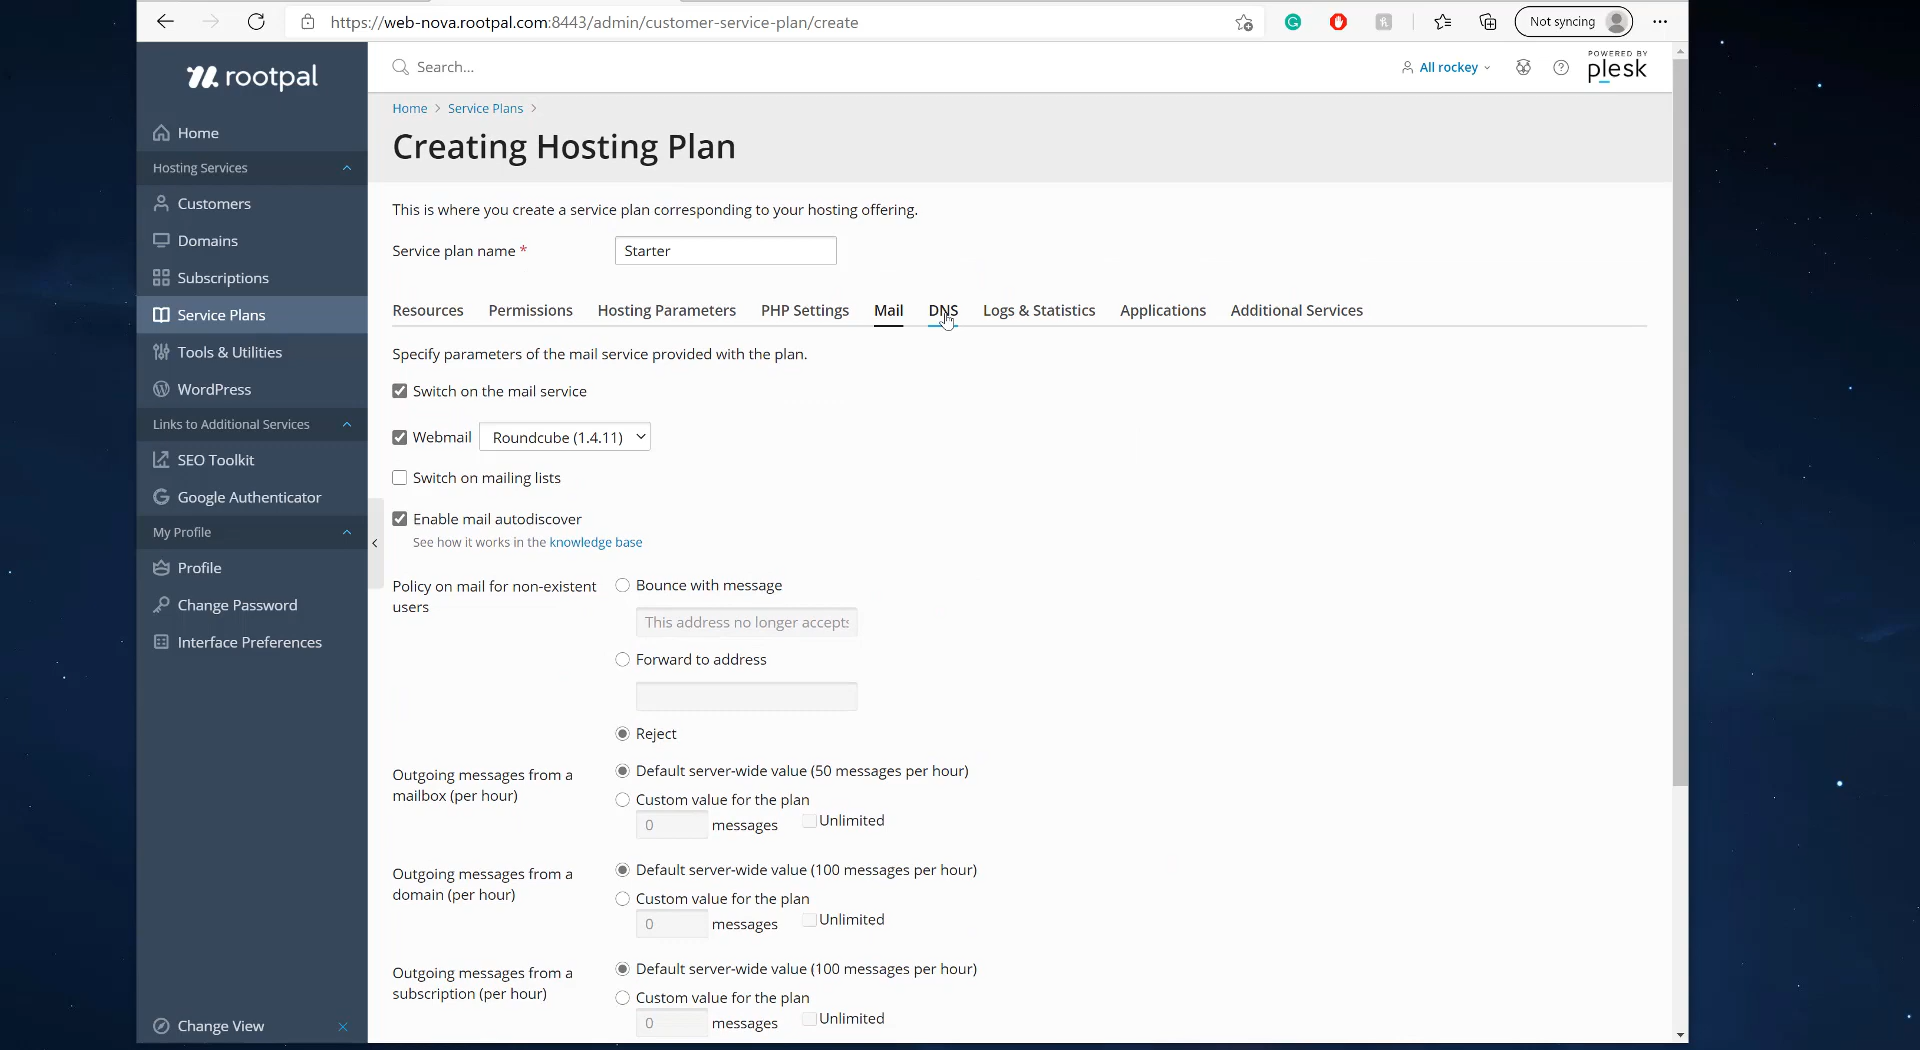 https://web-nova.rootpal.com:8443/admin/customer-service-plan/create
Not syncing
rootpal
Search...
All rockey
POWERED BY
plesk
Home
Hosting Services
Customers
Domains
Subscriptions
Service Plans
Tools & Utilities
WordPress
Links to Additional Services
SEO Toolkit
Google Authenticator
My Profile
Profile
Change Password
Interface Preferences
Change View
Home > Service Plans >
Creating Hosting Plan
This is where you create a service plan corresponding to your hosting offering.
Service plan name * Starter
Resources Permissions Hosting Parameters PHP Settings Mail DNS Logs & Statistics Applications Additional Services
Specify parameters of the mail service provided with the plan.
Switch on the mail service
Webmail Roundcube (1.4.11)
Switch on mailing lists
Enable mail autodiscover
See how it works in the knowledge base
Policy on mail for non-existent users
Bounce with message
This address no longer accepts
Forward to address
Reject
Outgoing messages from a mailbox (per hour)
Default server-wide value (50 messages per hour)
Custom value for the plan
0 messages Unlimited
Outgoing messages from a domain (per hour)
Default server-wide value (100 messages per hour)
Custom value for the plan
0 messages Unlimited
Outgoing messages from a subscription (per hour)
Default server-wide value (100 messages per hour)
Custom value for the plan
0 messages Unlimited